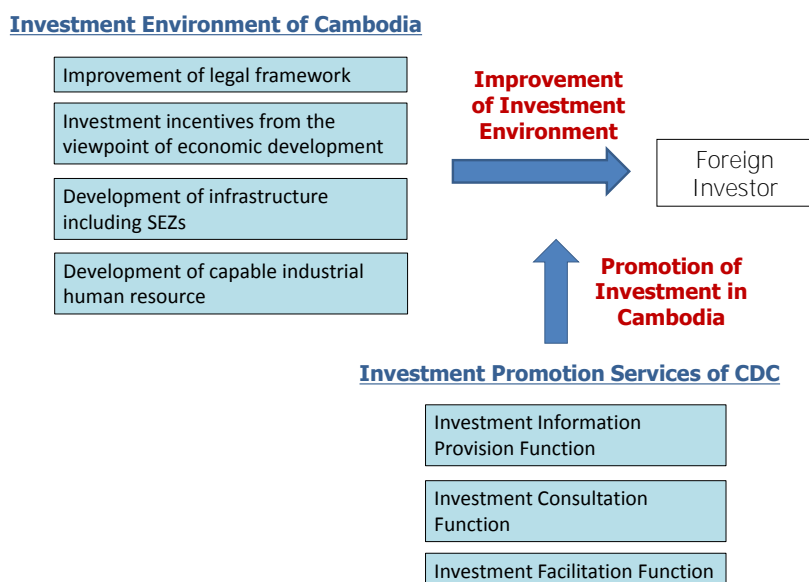 Investment Environment of Cambodia
Improvement of legal framework
Investment incentives from the
viewpoint of economic development
Development of infrastructure
including SEZs
Development of capable industrial
human resource
Improvement
of Investment
Environment
Foreign
Investor
Promotion of
Investment in
Cambodia
Investment Promotion Services of CDC
Investment Information
Provision Function
Investment Consultation
Function
Investment Facilitation Function